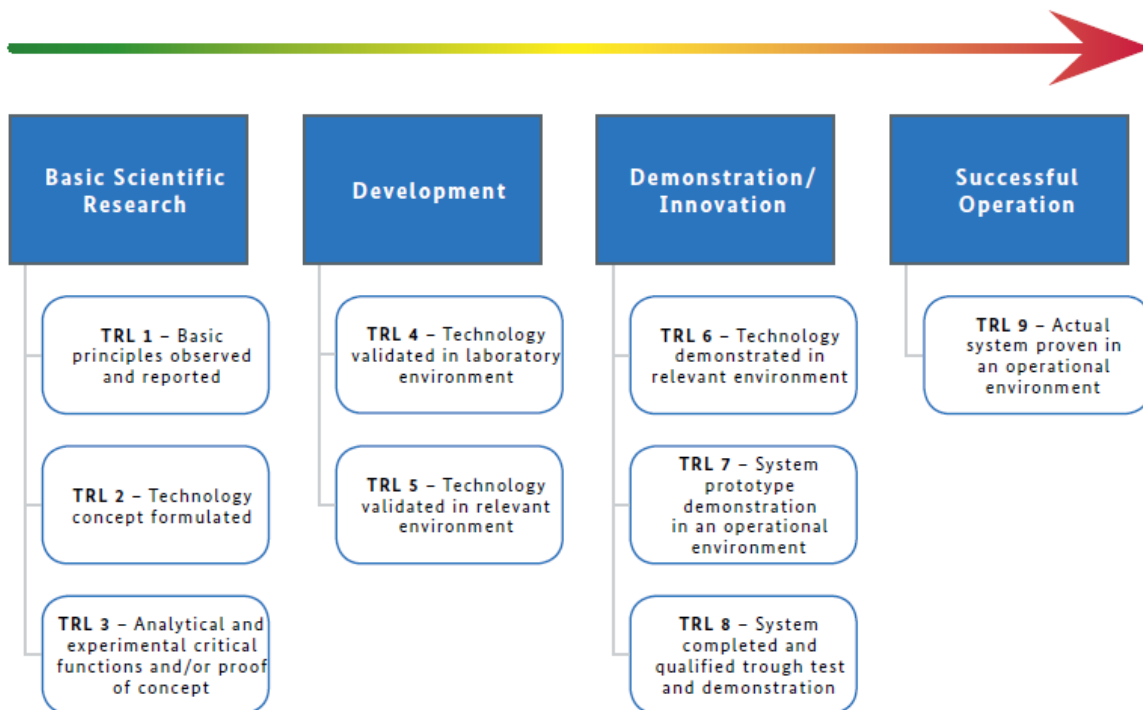 Basic Scientific
Research
TRL 1 – Basic
principles observed
and reported
TRL 2 – Technology
concept formulated
TRL 3 – Analytical and
experimental critical
functions and/or proof
of concept
Development
TRL 4 – Technology
validated in laboratory
environment
TRL 5 – Technology
validated in relevant
environment
Demonstration/
Innovation
TRL 6 – Technology
demonstrated in
relevant environment
TRL 7 – System
prototype
demonstration
in an operational
environment
TRL 8 – System
completed and
qualified trough test
and demonstration
Successful
Operation
TRL 9 – Actual
system proven in
an operational
environment